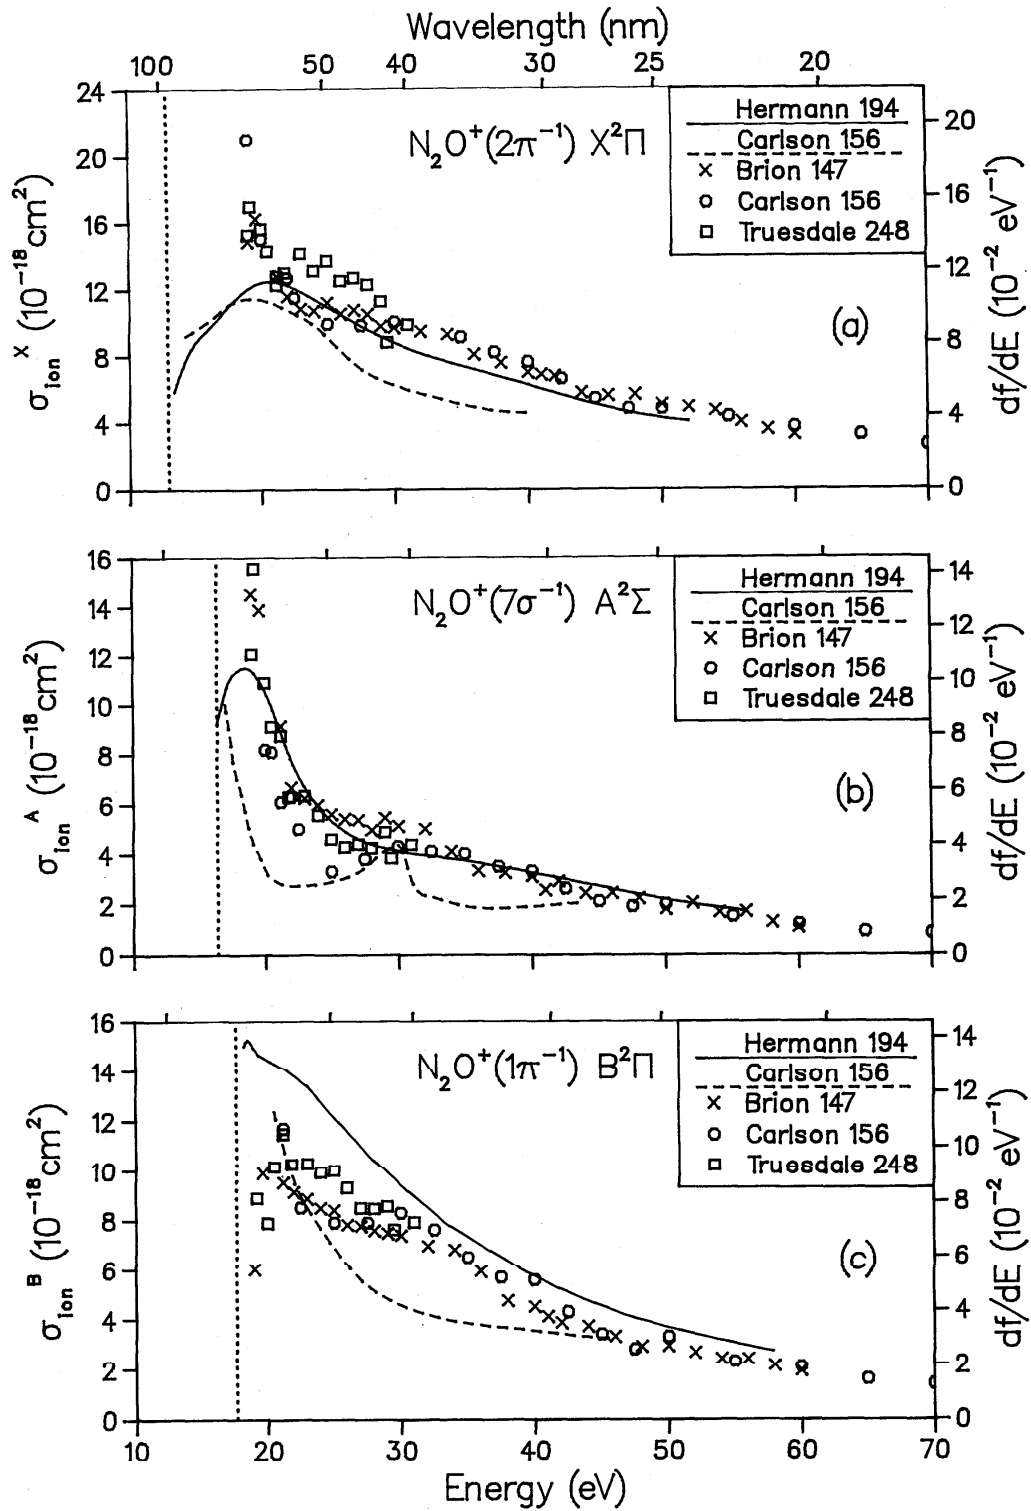 Wavelength (nm)
100 50 40 30 25 20
N₂O⁺(2π⁻¹) X²Π
Hermann 194
Carlson 156
× Brion 147
○ Carlson 156
□ Truesdale 248
(a)
24
20
16
12
8
4
0
σ_ion^X (10⁻¹⁸cm²)
20
16
12
8
4
0
df/dE (10⁻² eV⁻¹)
N₂O⁺(7σ⁻¹) A²Σ
Hermann 194
Carlson 156
× Brion 147
○ Carlson 156
□ Truesdale 248
(b)
16
14
12
10
8
6
4
2
0
σ_ion^A (10⁻¹⁸cm²)
14
12
10
8
6
4
2
0
df/dE (10⁻² eV⁻¹)
N₂O⁺(1π⁻¹) B²Π
Hermann 194
Carlson 156
× Brion 147
○ Carlson 156
□ Truesdale 248
(c)
16
14
12
10
8
6
4
2
0
σ_ion^B (10⁻¹⁸cm²)
14
12
10
8
6
4
2
0
df/dE (10⁻² eV⁻¹)
10 20 30 40 50 60 70
Energy (eV)